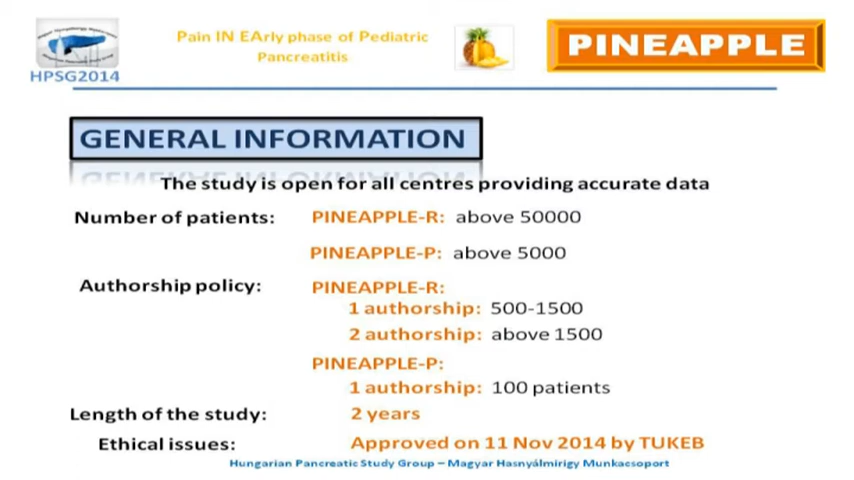 Pain IN EArly phase of Pediatric
Pancreatitis
PINEAPPLE
HPSG2014
GENERAL INFORMATION
The study is open for all centres providing accurate data
Number of patients: PINEAPPLE-R: above 50000
PINEAPPLE-P: above 5000
Authorship policy: PINEAPPLE-R:
1 authorship: 500-1500
2 authorship: above 1500
PINEAPPLE-P:
1 authorship: 100 patients
Length of the study: 2 years
Ethical issues: Approved on 11 Nov 2014 by TUKEB
Hungarian Pancreatic Study Group – Magyar Hasnyálmirigy Munkacsoport